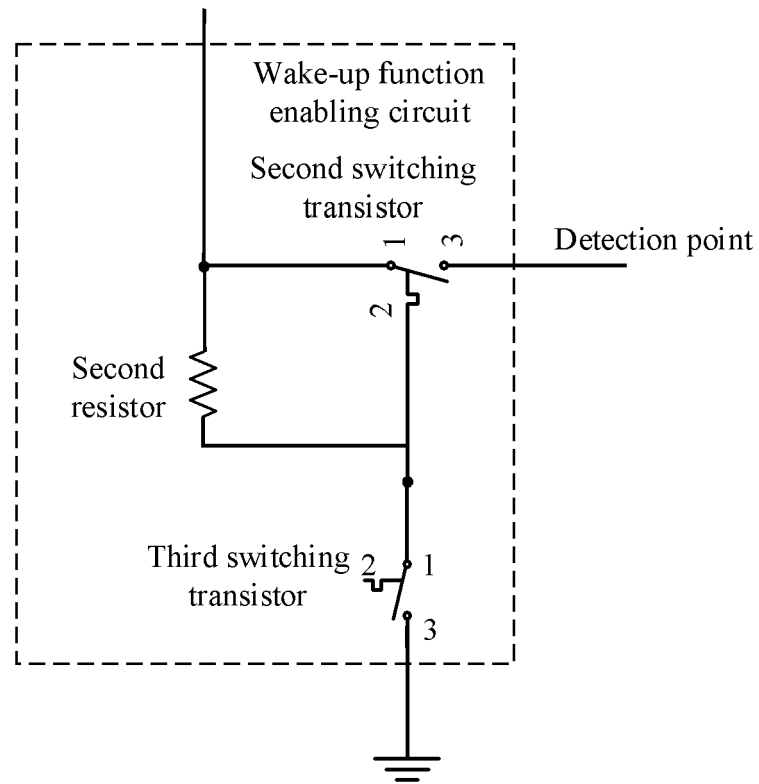 Wake-up function
enabling circuit
Second switching
transistor
1
3
Detection point
2
Second
resistor
Third switching
transistor
2
1
3